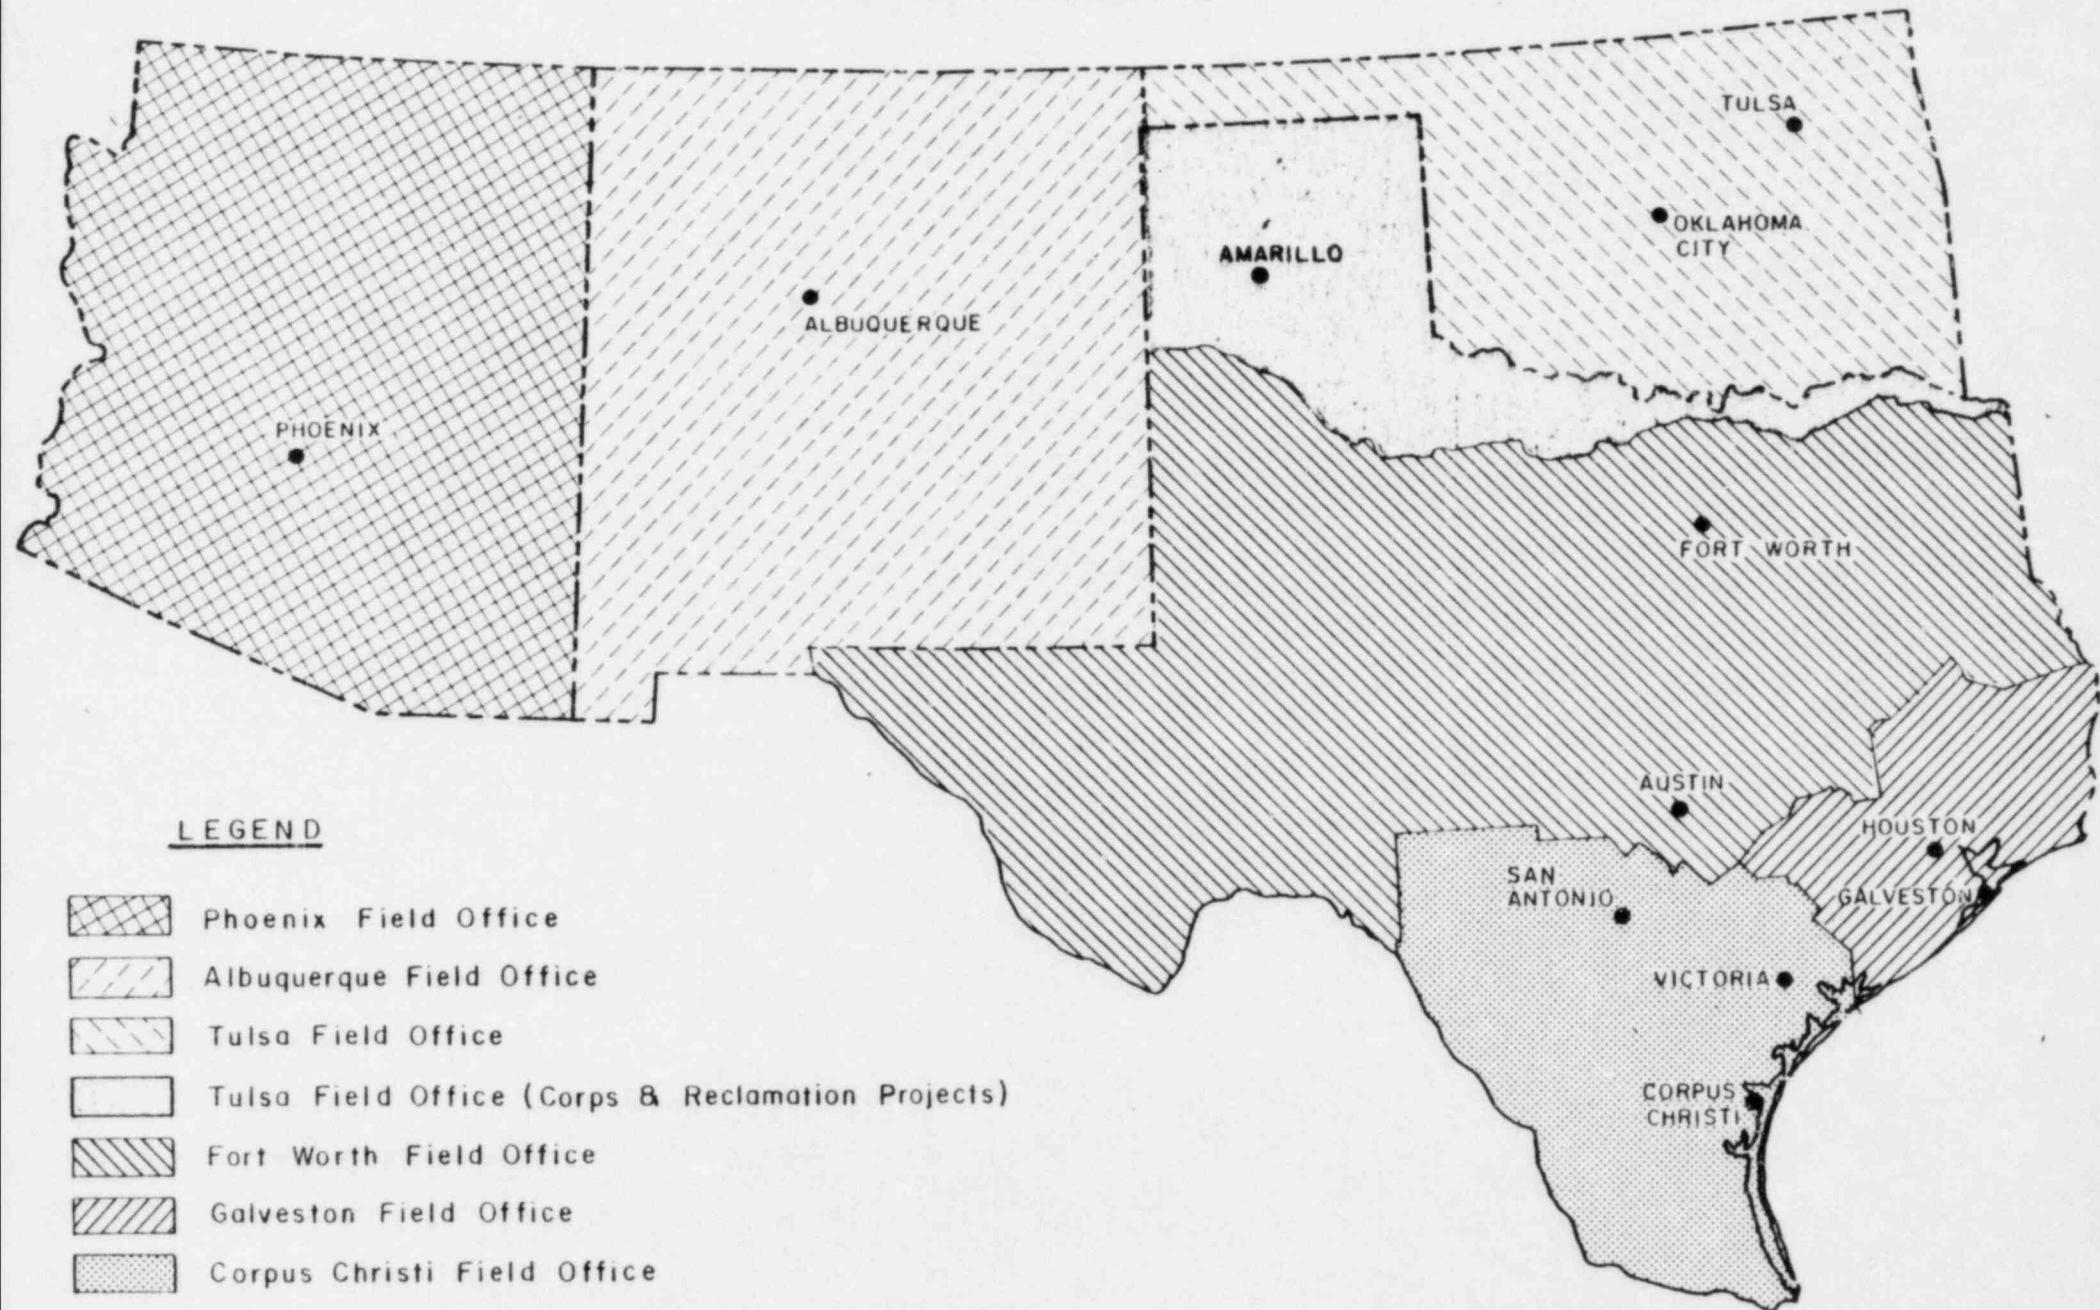 TULSA
OKLAHOMA
CITY
AMARILLO
ALBUQUERQUE
PHOENIX
FORT WORTH
AUSTIN
HOUSTON
SAN
ANTONIO
GALVESTON
VICTORIA
CORPUS
CHRISTI
LEGEND
Phoenix Field Office
Albuquerque Field Office
Tulsa Field Office
Tulsa Field Office (Corps & Reclamation Projects)
Fort Worth Field Office
Galveston Field Office
Corpus Christi Field Office